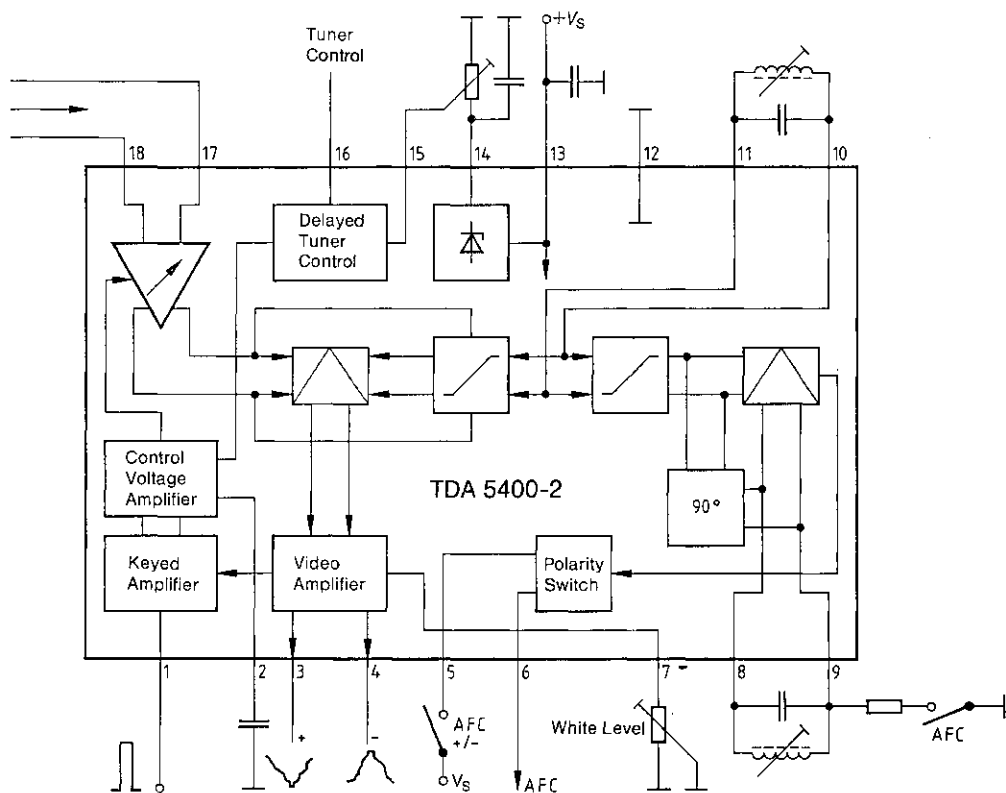 Tuner
Control
+Vs
18 17 16 15 14 13 12 11 10
Delayed
Tuner
Control
Control
Voltage
Amplifier
TDA 5400-2
90°
Keyed
Amplifier
Video
Amplifier
Polarity
Switch
1 2 3 4 5 6 7 8 9
+ −
AFC
+/−
Vs
AFC
White Level
AFC